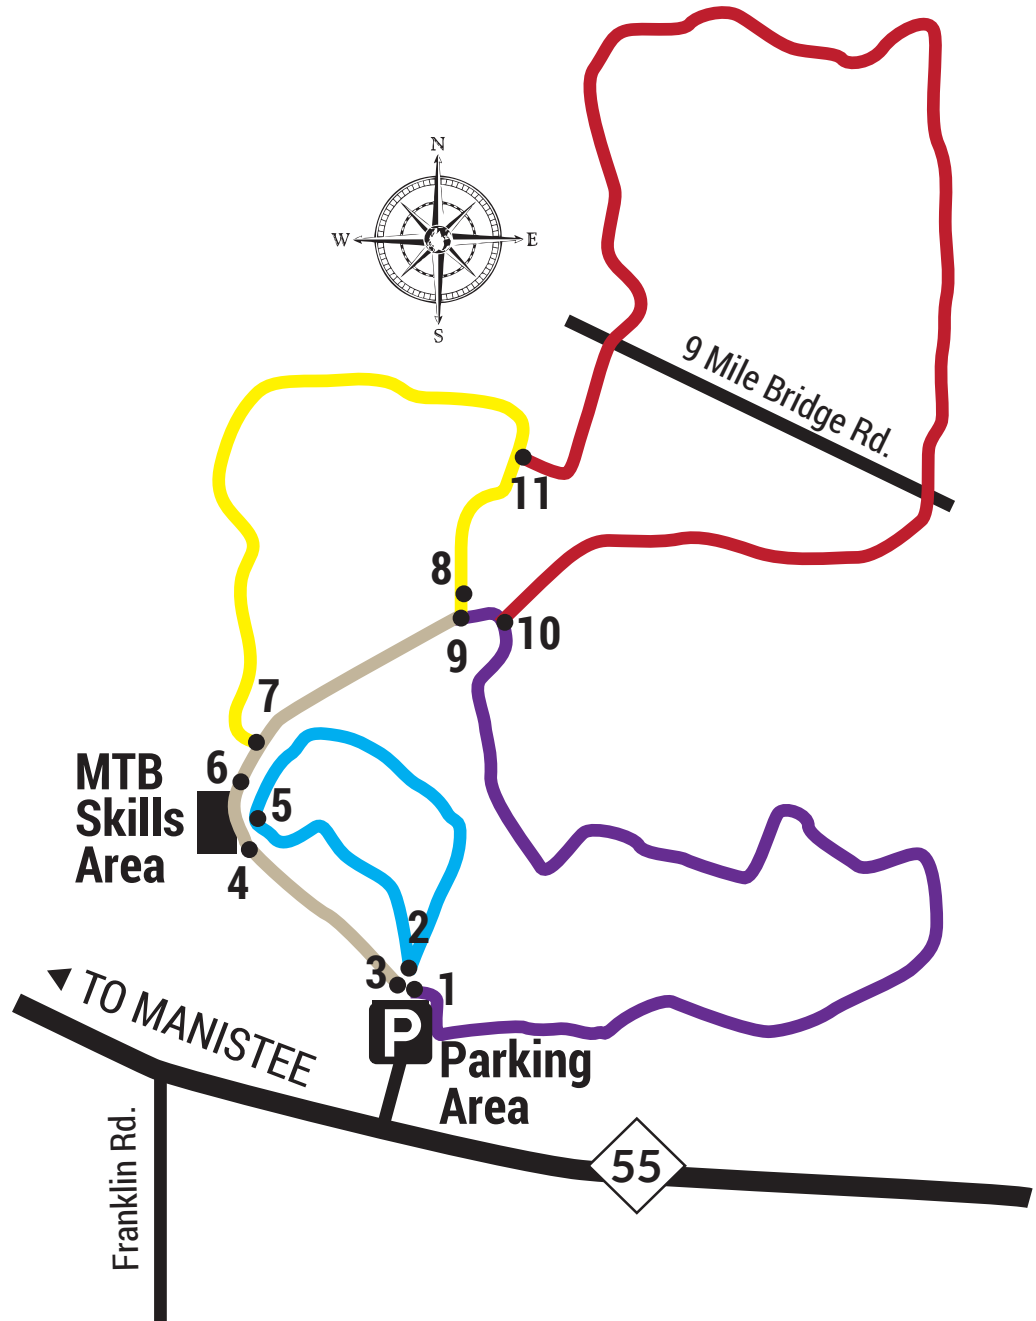 N
W
E
S
9 Mile Bridge Rd.
11
8
9
10
7
6
MTB
Skills
Area
5
4
2
3
1
TO MANISTEE
P
Parking
Area
55
Franklin Rd.